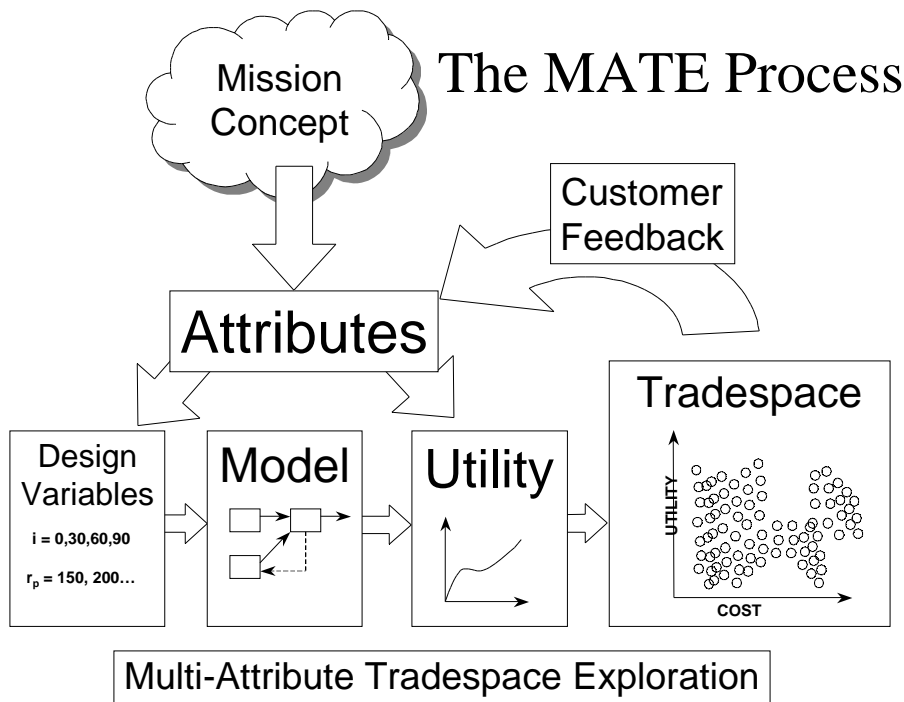 The MATE Process
Mission
Concept
Customer
Feedback
Attributes
Design
Variables
i = 0,30,60,90
rₚ = 150, 200…
Model
Utility
Tradespace
UTILITY
COST
Multi-Attribute Tradespace Exploration